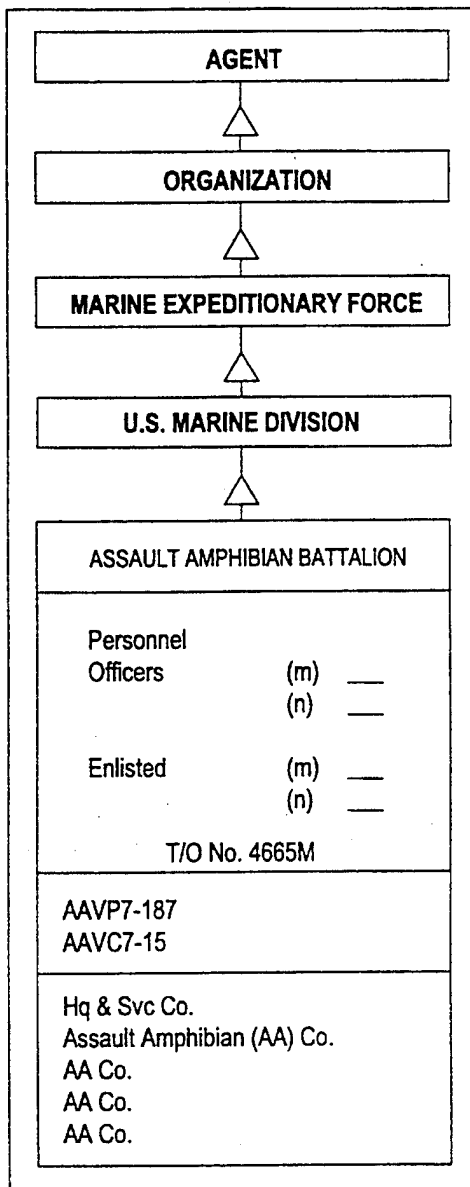 AGENT
ORGANIZATION
MARINE EXPEDITIONARY FORCE
U.S. MARINE DIVISION
ASSAULT AMPHIBIAN BATTALION
Personnel
Officers (m) ___
(n) ___
Enlisted (m) ___
(n) ___
T/O No. 4665M
AAVP7-187
AAVC7-15
Hq & Svc Co.
Assault Amphibian (AA) Co.
AA Co.
AA Co.
AA Co.